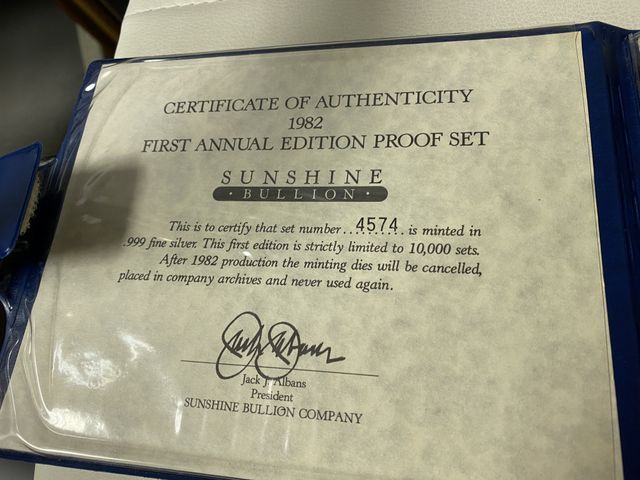 CERTIFICATE OF AUTHENTICITY
1982
FIRST ANNUAL EDITION PROOF SET
SUNSHINE
· BULLION ·
This is to certify that set number . . 4574 . is minted in
.999 fine silver. This first edition is strictly limited to 10,000 sets.
After 1982 production the minting dies will be cancelled,
placed in company archives and never used again.
Jack J. Albans
Jack J. Albans
President
SUNSHINE BULLION COMPANY